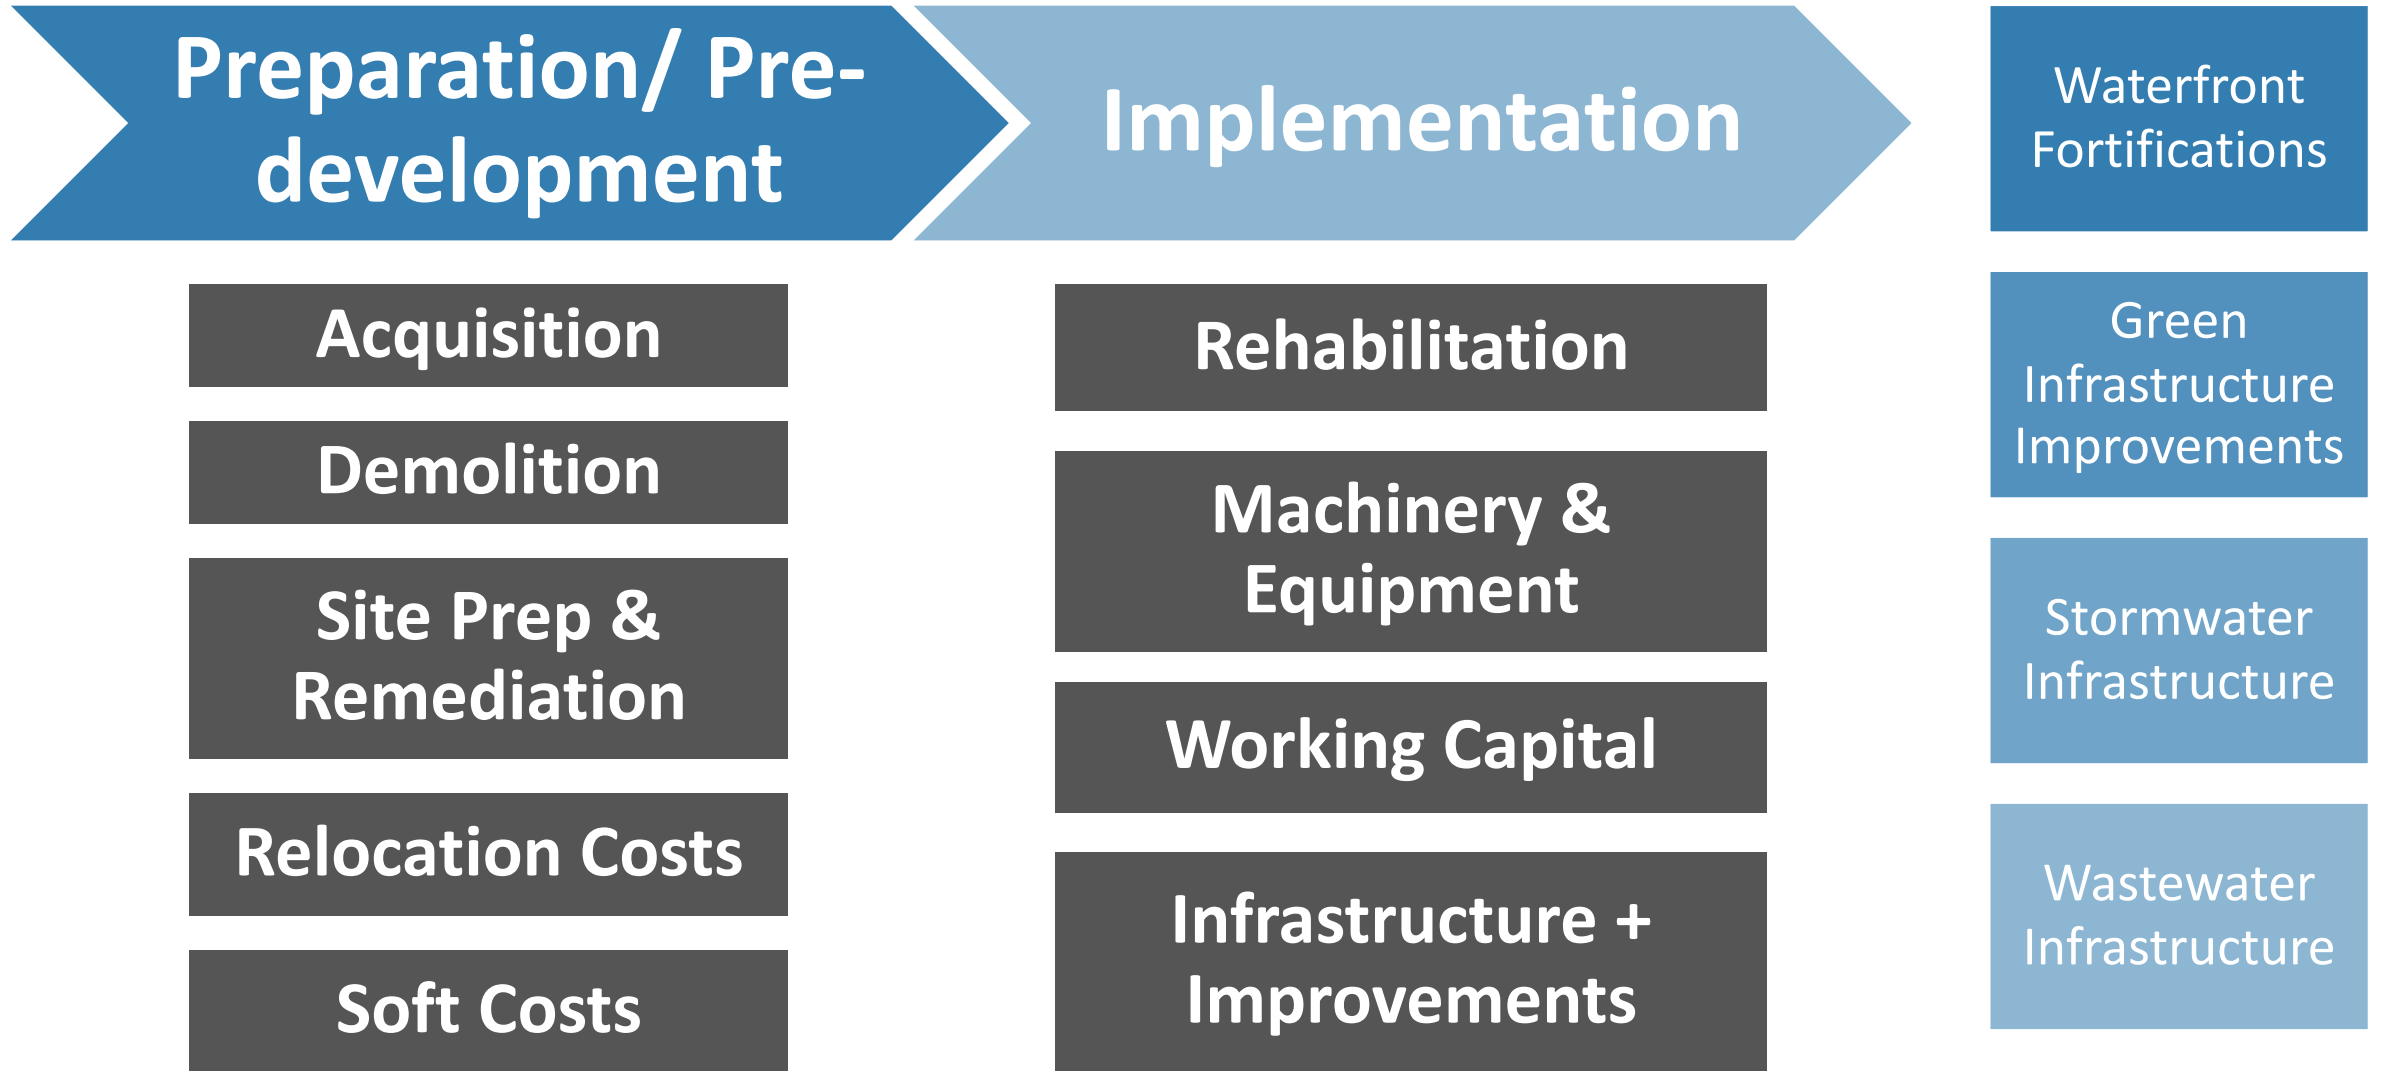 Preparation/ Pre-
development
Implementation
Acquisition
Demolition
Site Prep &
Remediation
Relocation Costs
Soft Costs
Rehabilitation
Machinery &
Equipment
Working Capital
Infrastructure +
Improvements
Waterfront
Fortifications
Green
Infrastructure
Improvements
Stormwater
Infrastructure
Wastewater
Infrastructure